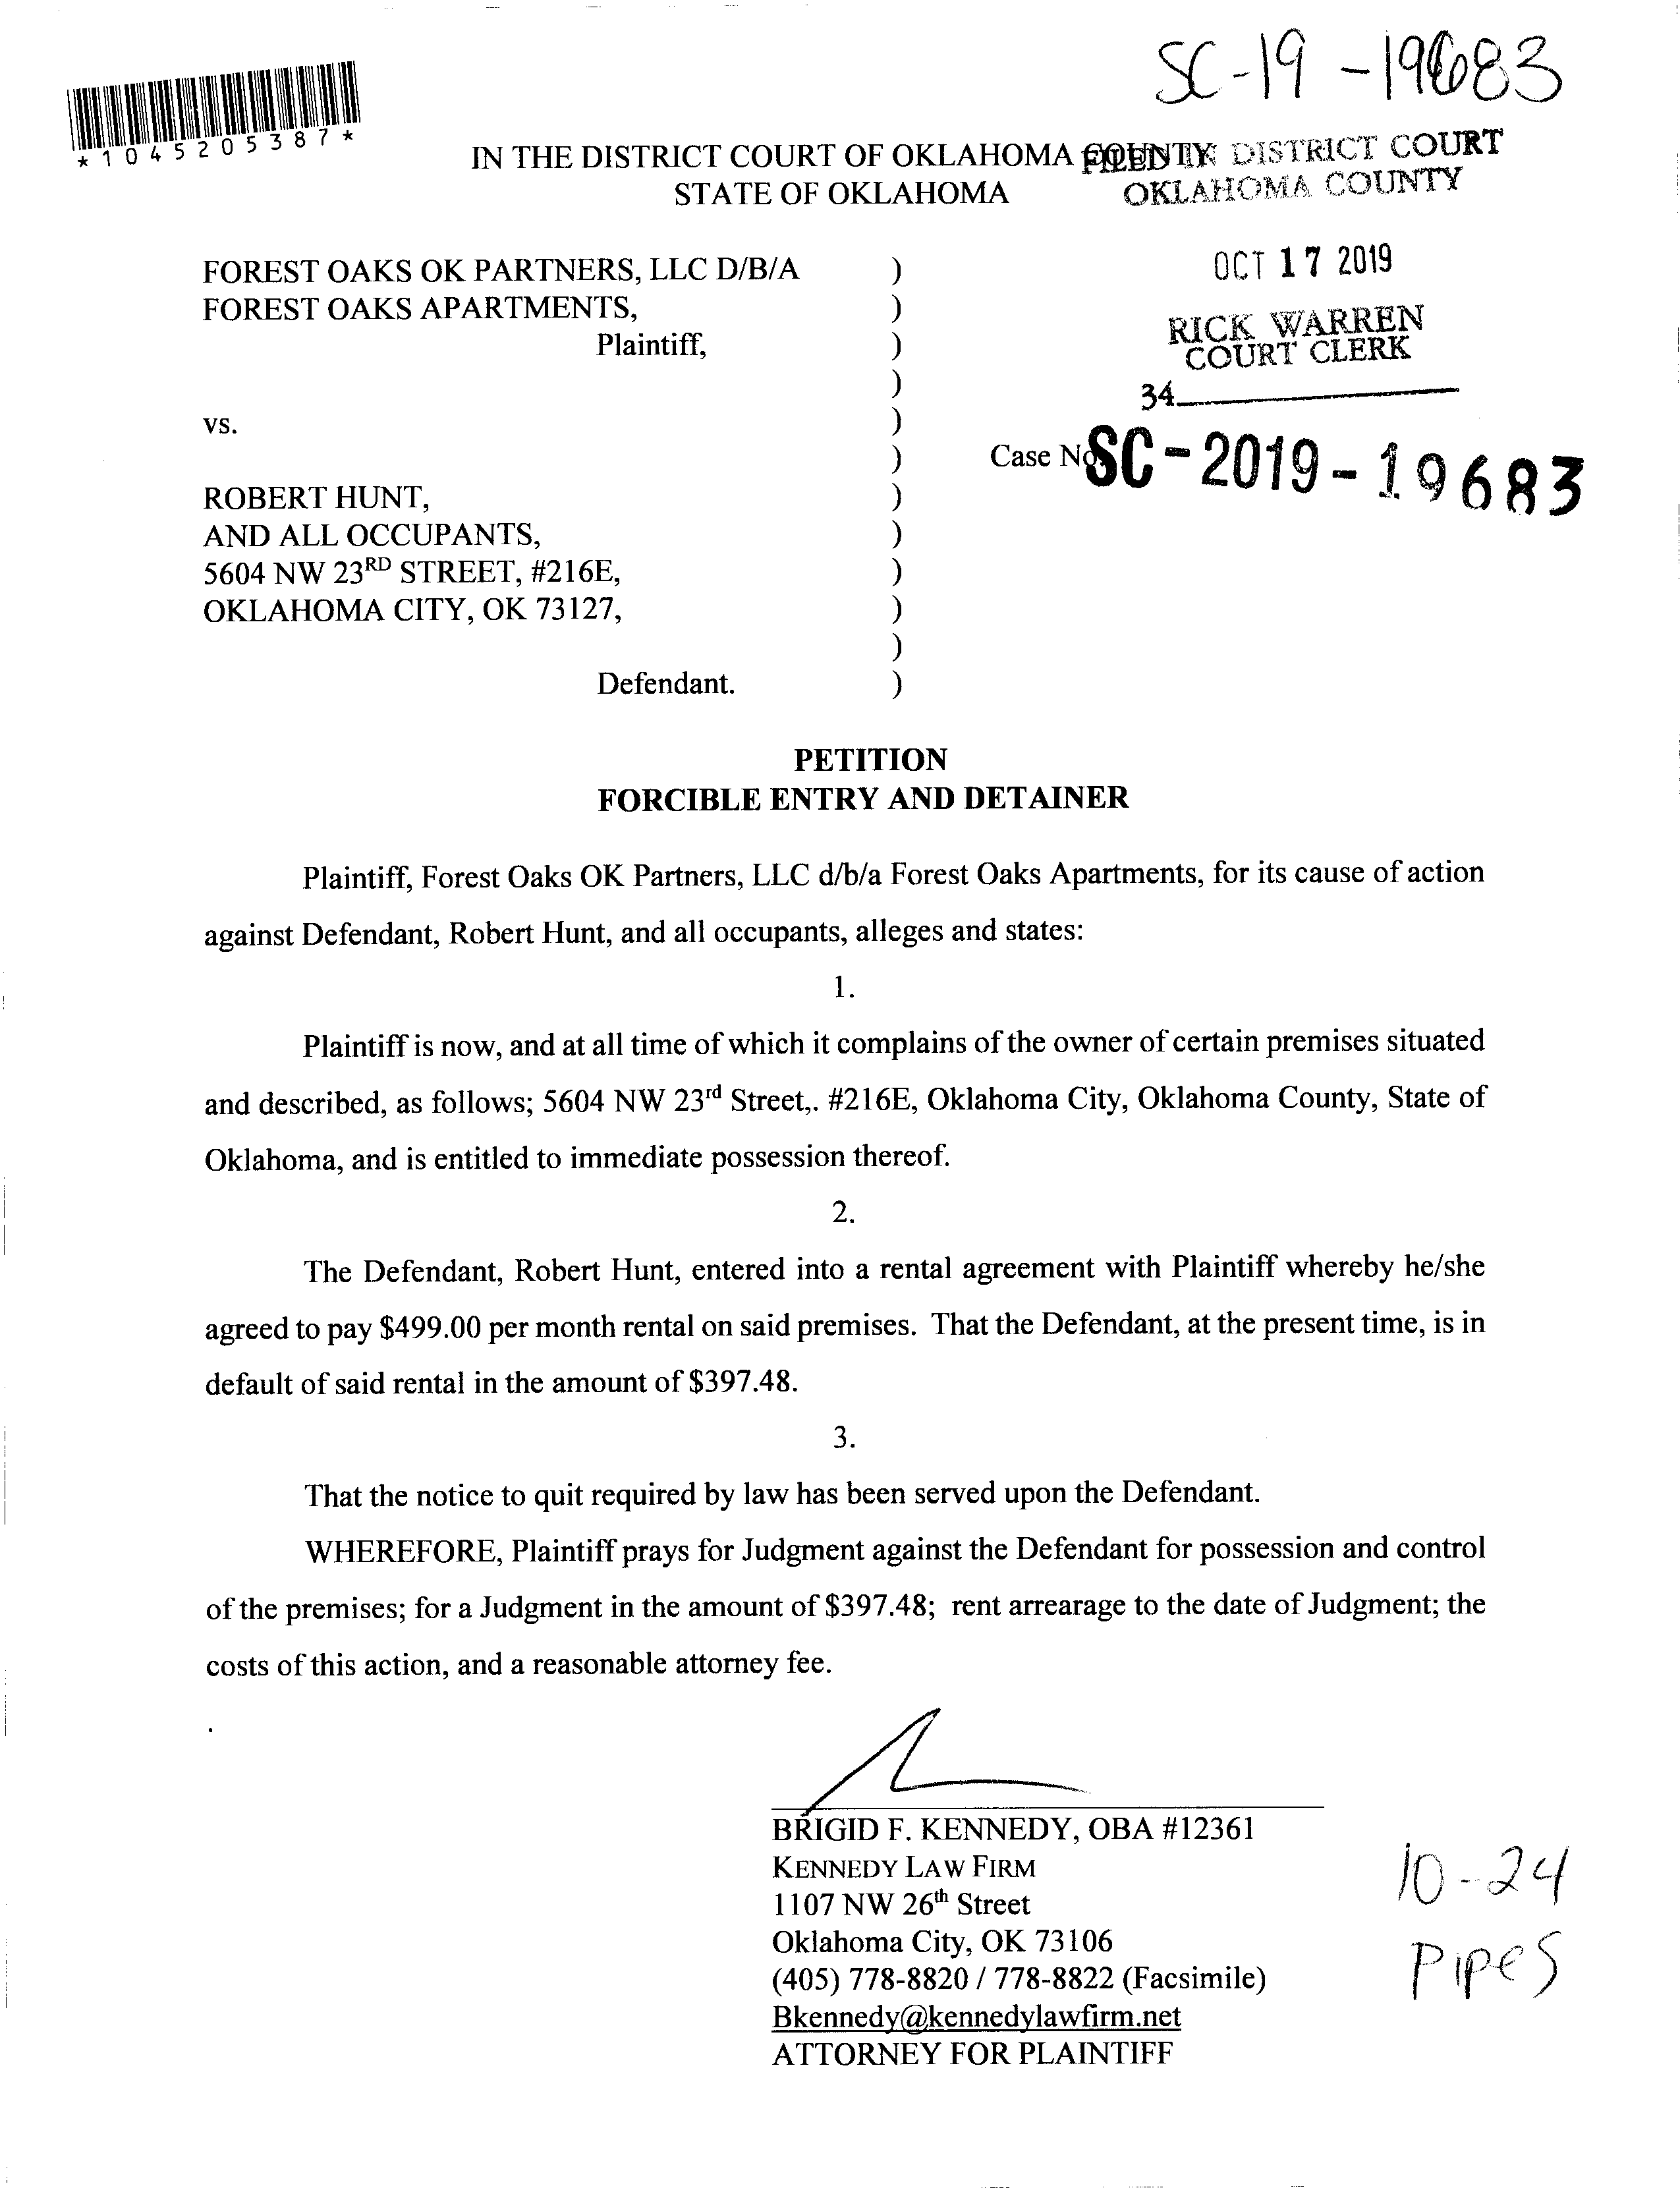 SC-19-19683
*1045205387*
IN THE DISTRICT COURT OF OKLAHOMA COUNTY
STATE OF OKLAHOMA
FILED IN DISTRICT COURT
OKLAHOMA COUNTY
OCT 17 2019
RICK WARREN
COURT CLERK
34
FOREST OAKS OK PARTNERS, LLC D/B/A )
FOREST OAKS APARTMENTS, )
Plaintiff, )
)
vs. )
) Case No. SC-2019-19683
ROBERT HUNT, )
AND ALL OCCUPANTS, )
5604 NW 23RD STREET, #216E, )
OKLAHOMA CITY, OK 73127, )
)
Defendant. )
PETITION
FORCIBLE ENTRY AND DETAINER
Plaintiff, Forest Oaks OK Partners, LLC d/b/a Forest Oaks Apartments, for its cause of action
against Defendant, Robert Hunt, and all occupants, alleges and states:
1.
Plaintiff is now, and at all time of which it complains of the owner of certain premises situated
and described, as follows; 5604 NW 23rd Street,. #216E, Oklahoma City, Oklahoma County, State of
Oklahoma, and is entitled to immediate possession thereof.
2.
The Defendant, Robert Hunt, entered into a rental agreement with Plaintiff whereby he/she
agreed to pay $499.00 per month rental on said premises. That the Defendant, at the present time, is in
default of said rental in the amount of $397.48.
3.
That the notice to quit required by law has been served upon the Defendant.
WHEREFORE, Plaintiff prays for Judgment against the Defendant for possession and control
of the premises; for a Judgment in the amount of $397.48; rent arrearage to the date of Judgment; the
costs of this action, and a reasonable attorney fee.
.
BRIGID F. KENNEDY, OBA #12361
KENNEDY LAW FIRM
1107 NW 26th Street
Oklahoma City, OK 73106
(405) 778-8820 / 778-8822 (Facsimile)
Bkennedy@kennedylawfirm.net
ATTORNEY FOR PLAINTIFF
10-24
Pipes